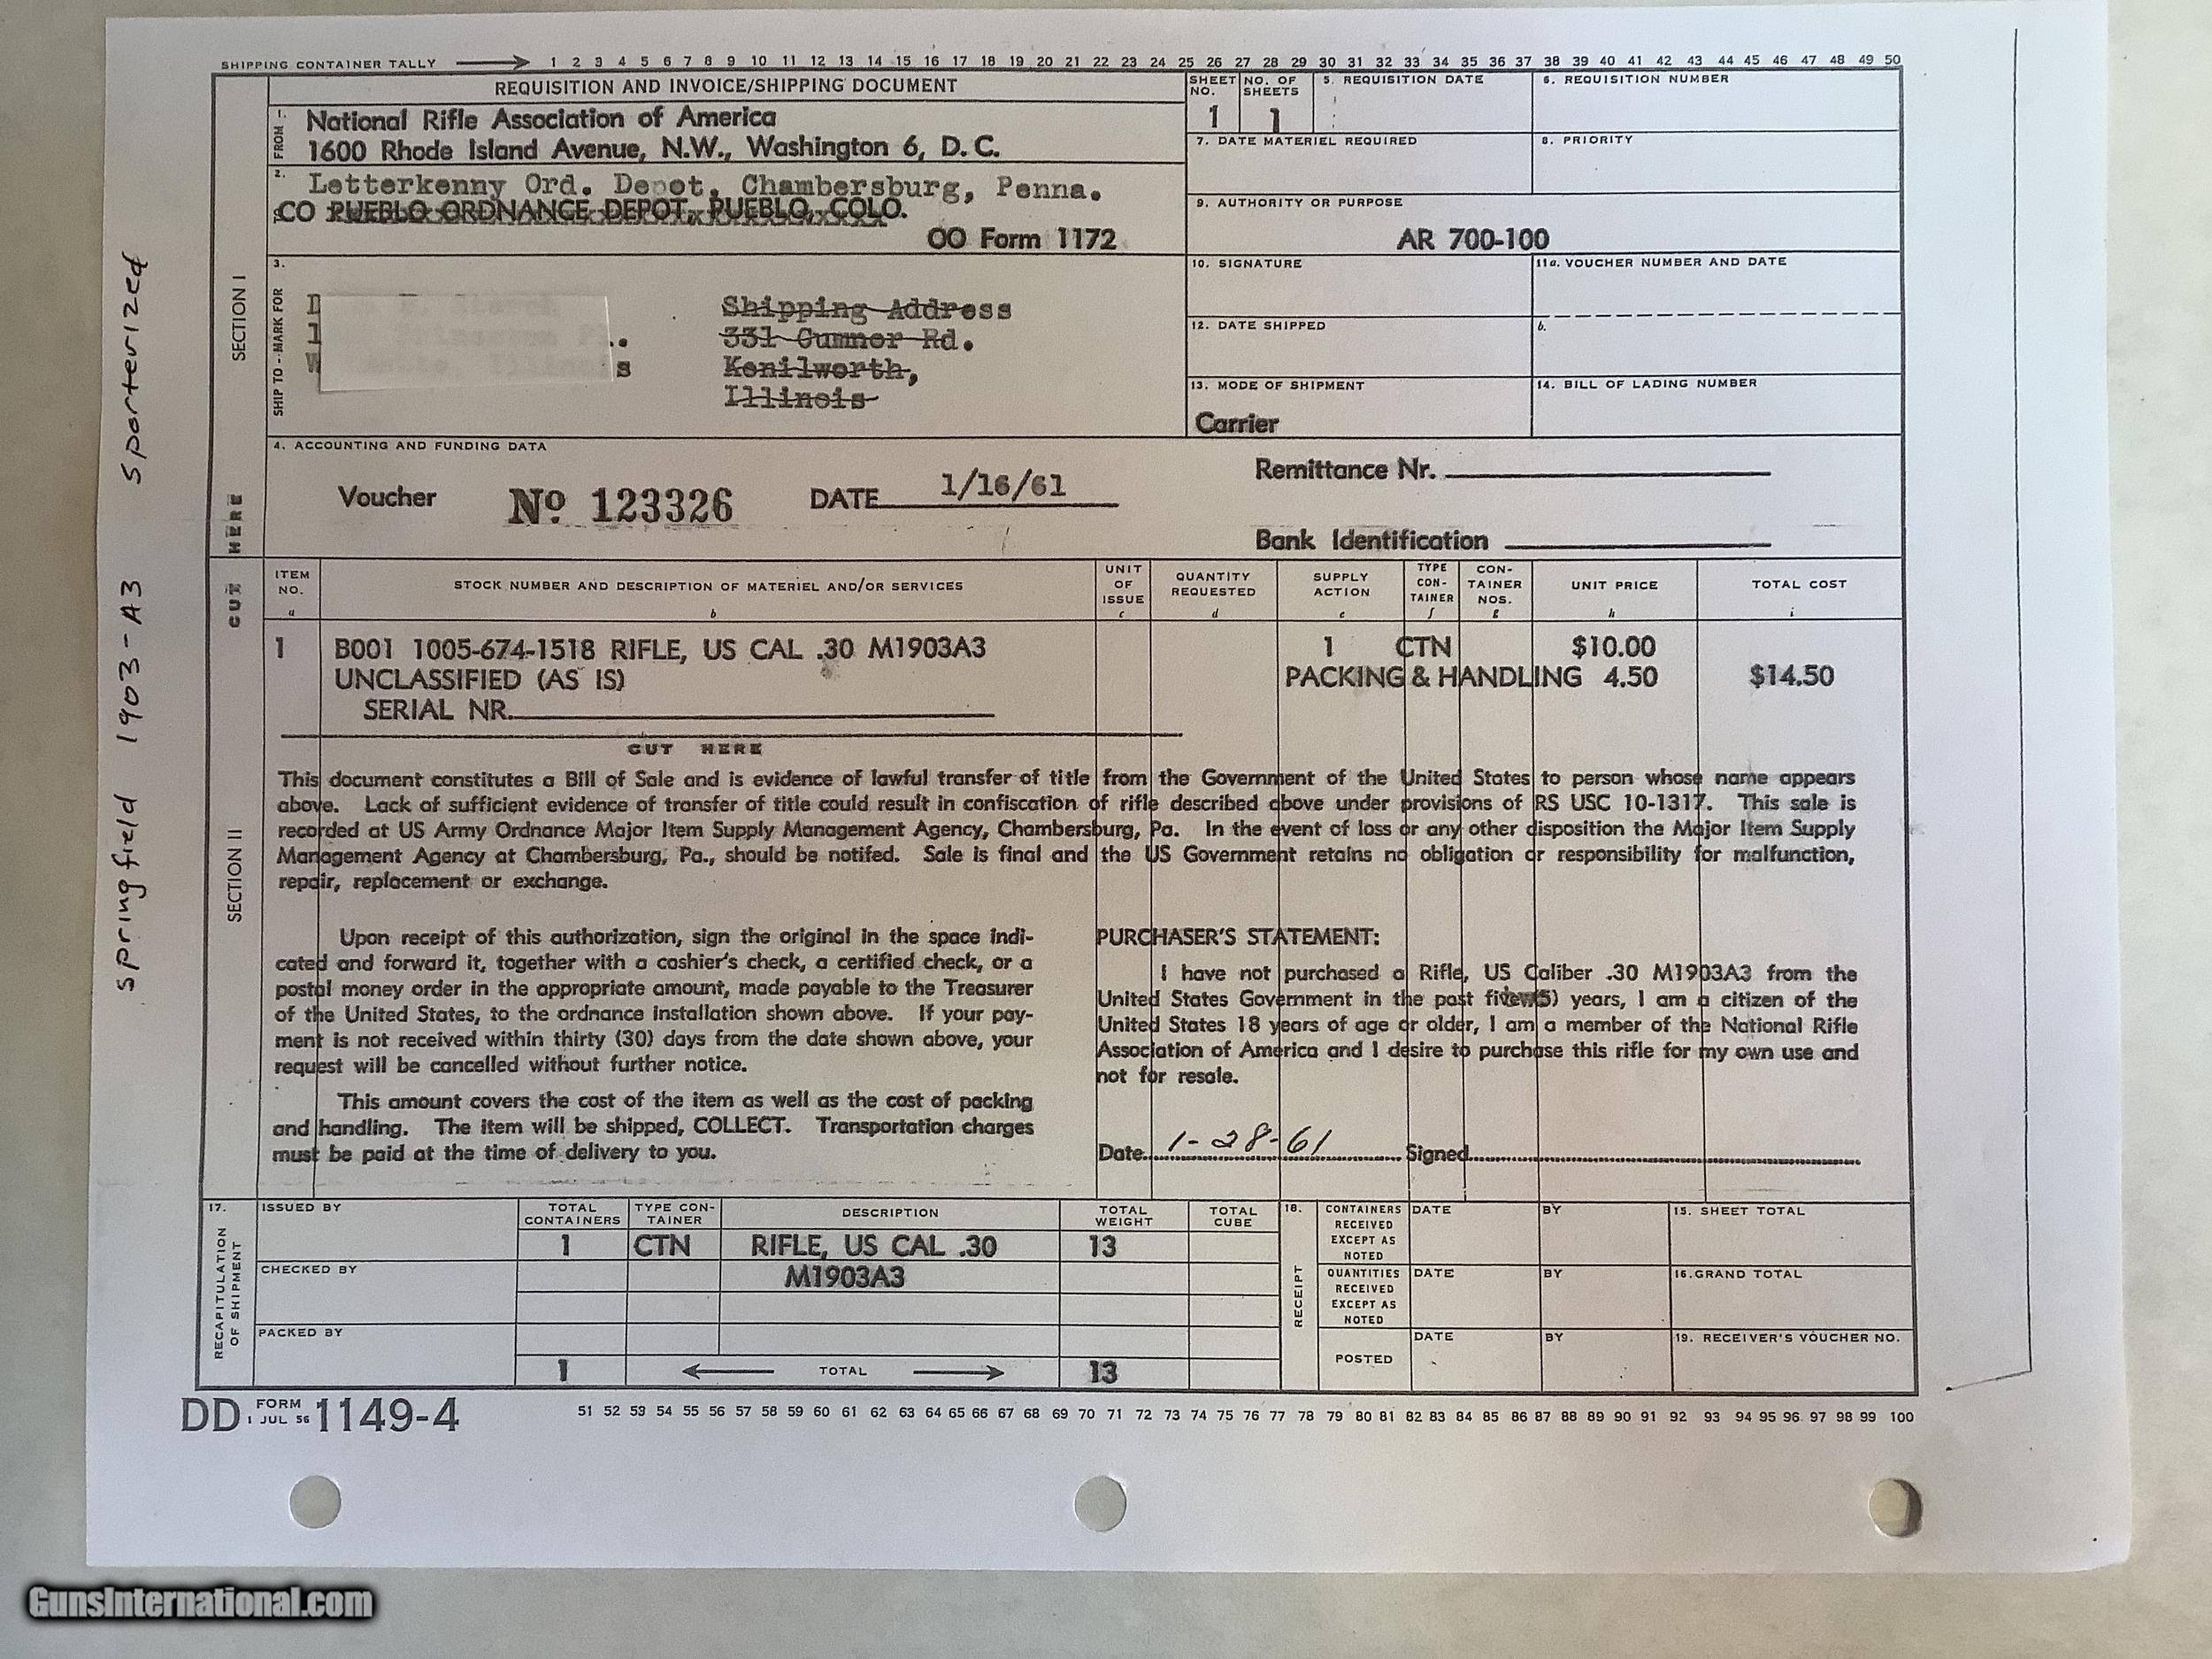 SHIPPING CONTAINER TALLY 1 2 3 4 5 6 7 8 9 10 11 12 13 14 15 16 17 18 19 20 21 22 23 24 25 26 27 28 29 30 31 32 33 34 35 36 37 38 39 40 41 42 43 44 45 46 47 48 49 50
REQUISITION AND INVOICE/SHIPPING DOCUMENT
SHEET NO.
1
NO. OF SHEETS
1
5. REQUISITION DATE
6. REQUISITION NUMBER
FROM - 1.
National Rifle Association of America
1600 Rhode Island Avenue, N.W., Washington 6, D. C.
7. DATE MATERIEL REQUIRED
8. PRIORITY
2.
Letterkenny Ord. Depot, Chambersburg, Penna.
CO PUEBLO ORDNANCE DEPOT, PUEBLO, COLO.
OO Form 1172
9. AUTHORITY OR PURPOSE
AR 700-100
SECTION I
3.
SHIP TO - MARK FOR
Shipping Address
331 Cumnor Rd.
Kenilworth,
Illinois
10. SIGNATURE
11a. VOUCHER NUMBER AND DATE
12. DATE SHIPPED
b.
13. MODE OF SHIPMENT
Carrier
14. BILL OF LADING NUMBER
4. ACCOUNTING AND FUNDING DATA
Voucher No 123326 DATE 1/16/61
Remittance Nr.
Bank Identification
CUT HERE
ITEM NO.
a
STOCK NUMBER AND DESCRIPTION OF MATERIEL AND/OR SERVICES
b
UNIT OF ISSUE
c
QUANTITY REQUESTED
d
SUPPLY ACTION
e
TYPE CON-TAINER
f
CON-TAINER NOS.
g
UNIT PRICE
h
TOTAL COST
i
1 B001 1005-674-1518 RIFLE, US CAL .30 M1903A3 1 CTN $10.00
UNCLASSIFIED (AS IS) PACKING & HANDLING 4.50 $14.50
SERIAL NR.
CUT HERE
SECTION II
This document constitutes a Bill of Sale and is evidence of lawful transfer of title from the Government of the United States to person whose name appears
above. Lack of sufficient evidence of transfer of title could result in confiscation of rifle described above under provisions of RS USC 10-1317. This sale is
recorded at US Army Ordnance Major Item Supply Management Agency, Chambersburg, Pa. In the event of loss or any other disposition the Major Item Supply
Management Agency at Chambersburg, Pa., should be notifed. Sale is final and the US Government retains no obligation or responsibility for malfunction,
repair, replacement or exchange.
Upon receipt of this authorization, sign the original in the space indi-
cated and forward it, together with a cashier's check, a certified check, or a
postal money order in the appropriate amount, made payable to the Treasurer
of the United States, to the ordnance installation shown above. If your pay-
ment is not received within thirty (30) days from the date shown above, your
request will be cancelled without further notice.
This amount covers the cost of the item as well as the cost of packing
and handling. The item will be shipped, COLLECT. Transportation charges
must be paid at the time of delivery to you.
PURCHASER'S STATEMENT:
I have not purchased a Rifle, US Caliber .30 M1903A3 from the
United States Government in the past five (5) years, I am a citizen of the
United States 18 years of age or older, I am a member of the National Rifle
Association of America and I desire to purchase this rifle for my own use and
not for resale.
Date 1-28-61 Signed
17.
RECAPITULATION OF SHIPMENT
ISSUED BY
CHECKED BY
PACKED BY
TOTAL CONTAINERS
TYPE CON-TAINER
DESCRIPTION
TOTAL WEIGHT
TOTAL CUBE
1 CTN RIFLE, US CAL .30 13
M1903A3
1 TOTAL 13
18.
RECEIPT
CONTAINERS RECEIVED EXCEPT AS NOTED
DATE
BY
15. SHEET TOTAL
QUANTITIES RECEIVED EXCEPT AS NOTED
DATE
BY
16. GRAND TOTAL
POSTED
DATE
BY
19. RECEIVER'S VOUCHER NO.
DD FORM 1 JUL 56 1149-4
51 52 53 54 55 56 57 58 59 60 61 62 63 64 65 66 67 68 69 70 71 72 73 74 75 76 77 78 79 80 81 82 83 84 85 86 87 88 89 90 91 92 93 94 95 96 97 98 99 100
Springfield 1903-A3 Sporterized
GunsInternational.com